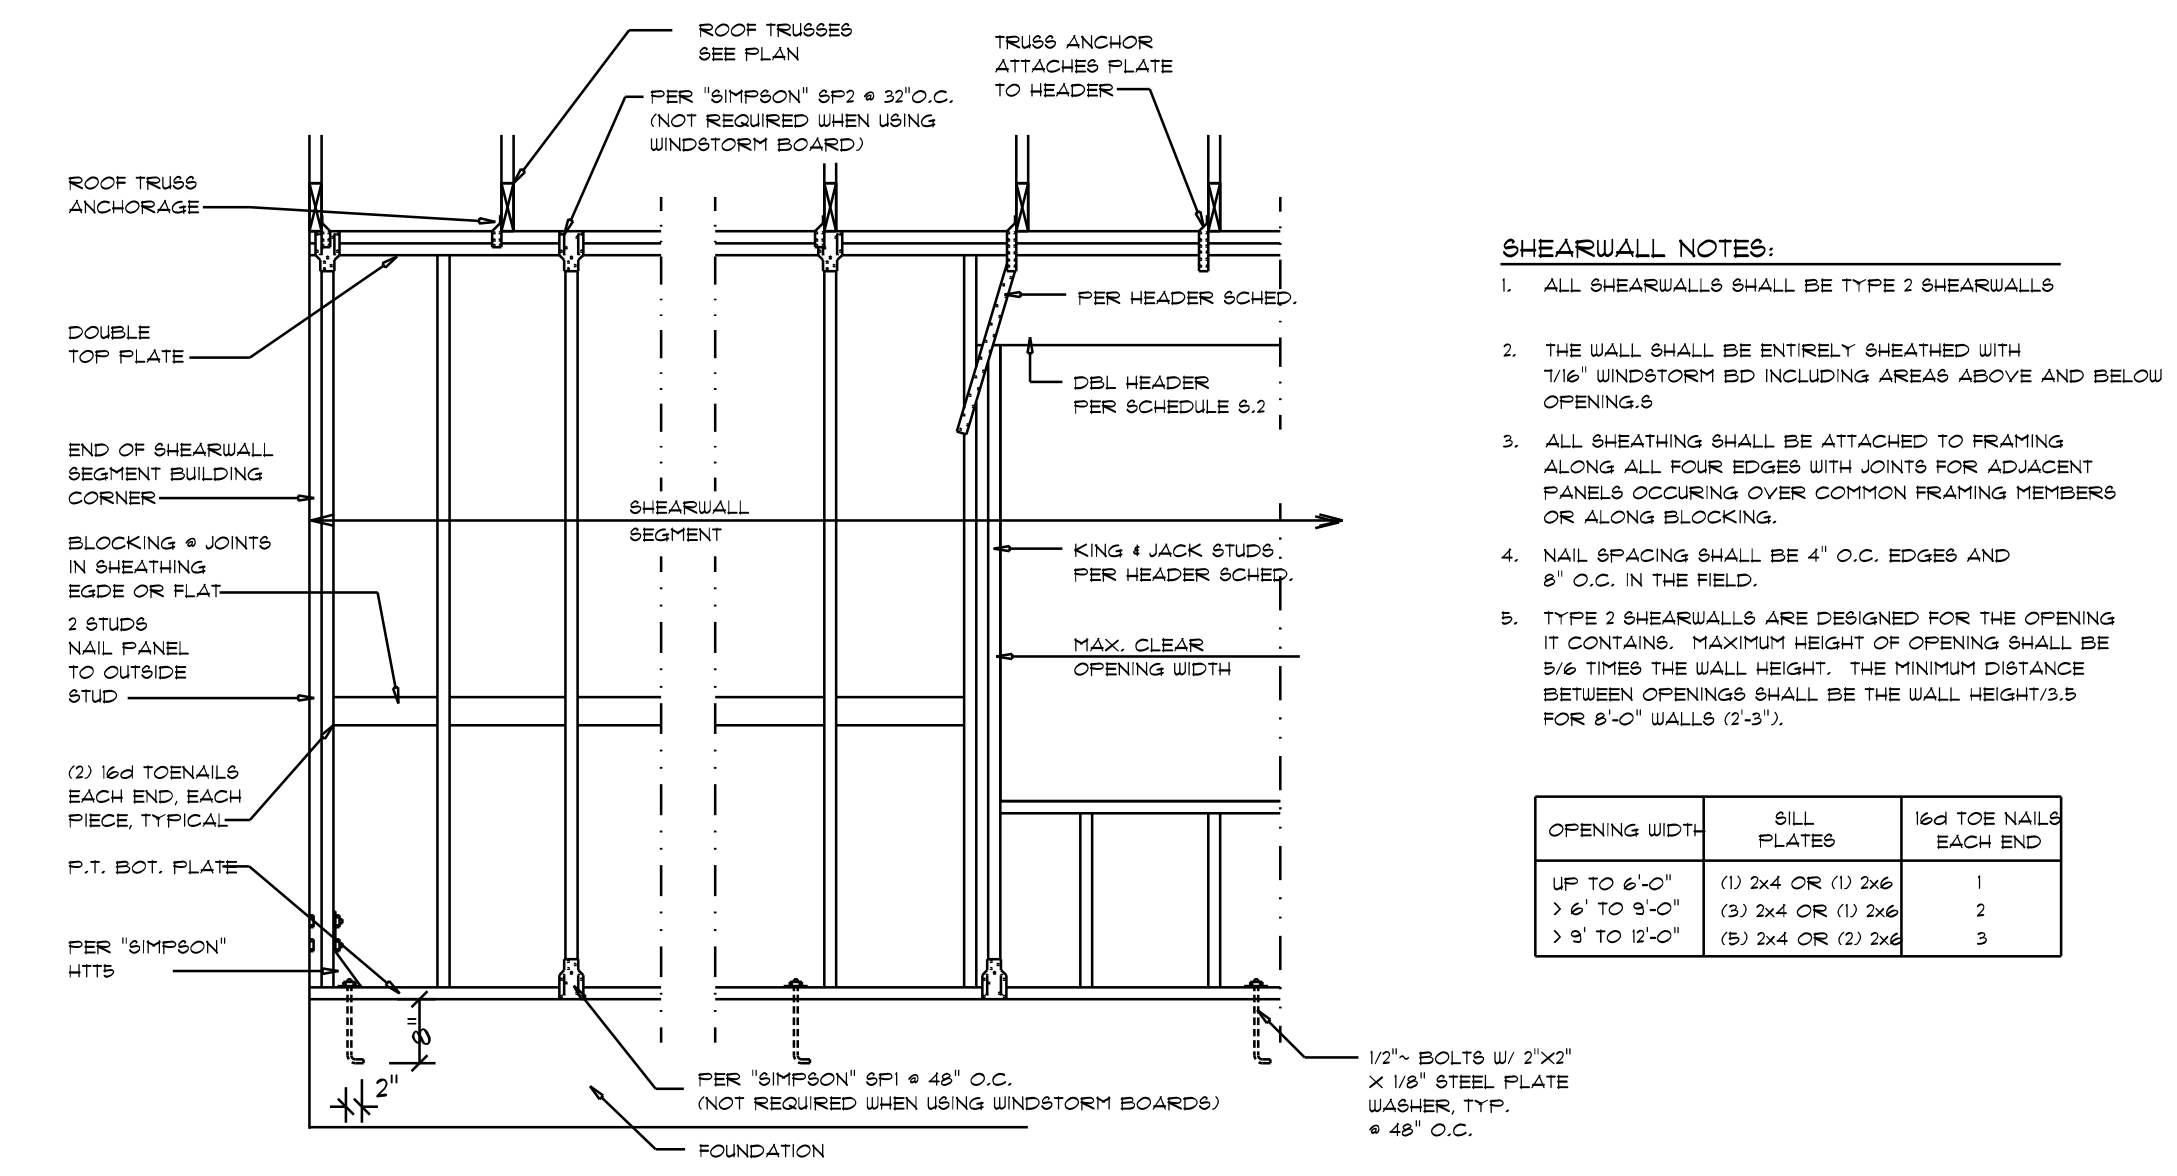 ROOF TRUSSES
SEE PLAN
TRUSS ANCHOR
ATTACHES PLATE
TO HEADER
PER "SIMPSON" SP2 @ 32"O.C.
(NOT REQUIRED WHEN USING
WINDSTORM BOARD)
ROOF TRUSS
ANCHORAGE
DOUBLE
TOP PLATE
PER HEADER SCHED.
DBL HEADER
PER SCHEDULE S.2
END OF SHEARWALL
SEGMENT BUILDING
CORNER
SHEARWALL
SEGMENT
BLOCKING @ JOINTS
IN SHEATHING
EGDE OR FLAT
KING & JACK STUDS
PER HEADER SCHED.
2 STUDS
NAIL PANEL
TO OUTSIDE
STUD
MAX. CLEAR
OPENING WIDTH
(2) 16d TOENAILS
EACH END, EACH
PIECE, TYPICAL
P.T. BOT. PLATE
PER "SIMPSON"
HTT5
8"
2"
PER "SIMPSON" SP1 @ 48" O.C.
(NOT REQUIRED WHEN USING WINDSTORM BOARDS)
FOUNDATION
1/2"~ BOLTS W/ 2"X2"
X 1/8" STEEL PLATE
WASHER, TYP.
@ 48" O.C.
SHEARWALL NOTES:
1. ALL SHEARWALLS SHALL BE TYPE 2 SHEARWALLS
2. THE WALL SHALL BE ENTIRELY SHEATHED WITH
7/16" WINDSTORM BD INCLUDING AREAS ABOVE AND BELOW
OPENING.S
3. ALL SHEATHING SHALL BE ATTACHED TO FRAMING
ALONG ALL FOUR EDGES WITH JOINTS FOR ADJACENT
PANELS OCCURING OVER COMMON FRAMING MEMBERS
OR ALONG BLOCKING.
4. NAIL SPACING SHALL BE 4" O.C. EDGES AND
8" O.C. IN THE FIELD.
5. TYPE 2 SHEARWALLS ARE DESIGNED FOR THE OPENING
IT CONTAINS. MAXIMUM HEIGHT OF OPENING SHALL BE
5/6 TIMES THE WALL HEIGHT. THE MINIMUM DISTANCE
BETWEEN OPENINGS SHALL BE THE WALL HEIGHT/3.5
FOR 8'-0" WALLS (2'-3").
OPENING WIDTH
SILL
PLATES
16d TOE NAILS
EACH END
UP TO 6'-0" (1) 2x4 OR (1) 2x6 1
> 6' TO 9'-0" (3) 2x4 OR (1) 2x6 2
> 9' TO 12'-0" (5) 2x4 OR (2) 2x6 3